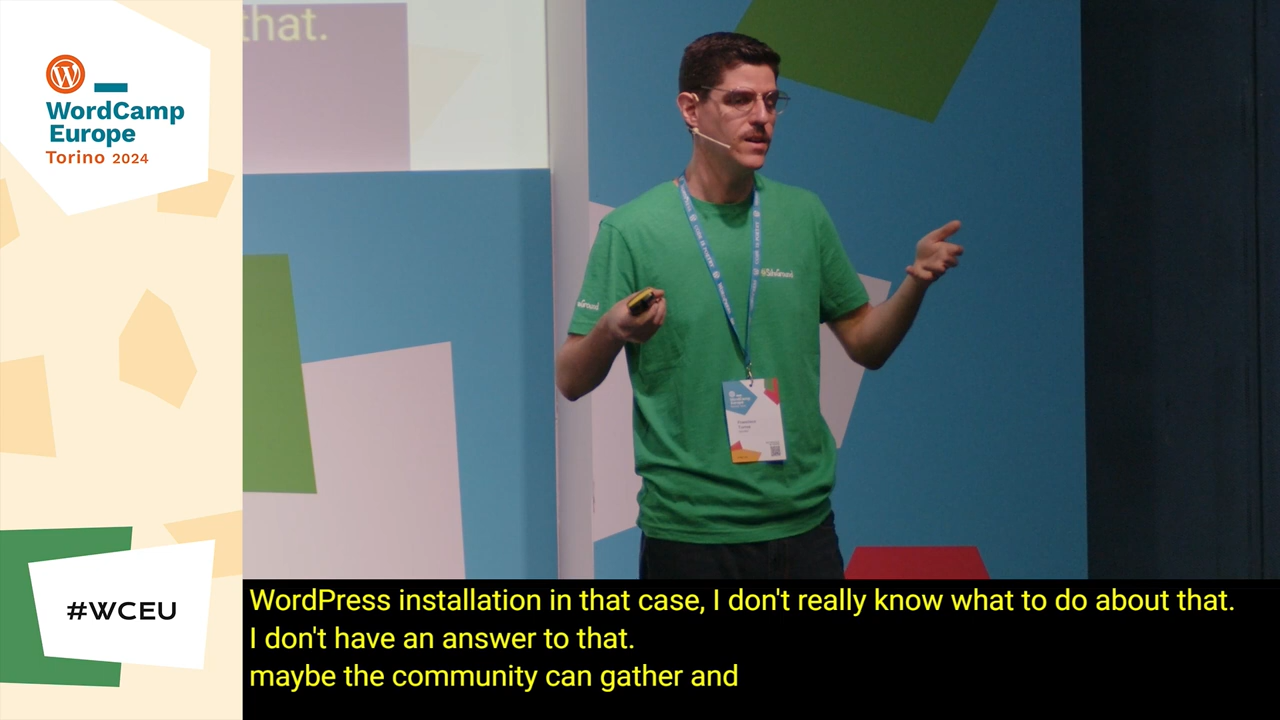 that.
WordCamp
Europe
Torino 2024
SiteGround
#WCEU
WordPress installation in that case, I don't really know what to do about that.
I don't have an answer to that.
maybe the community can gather and